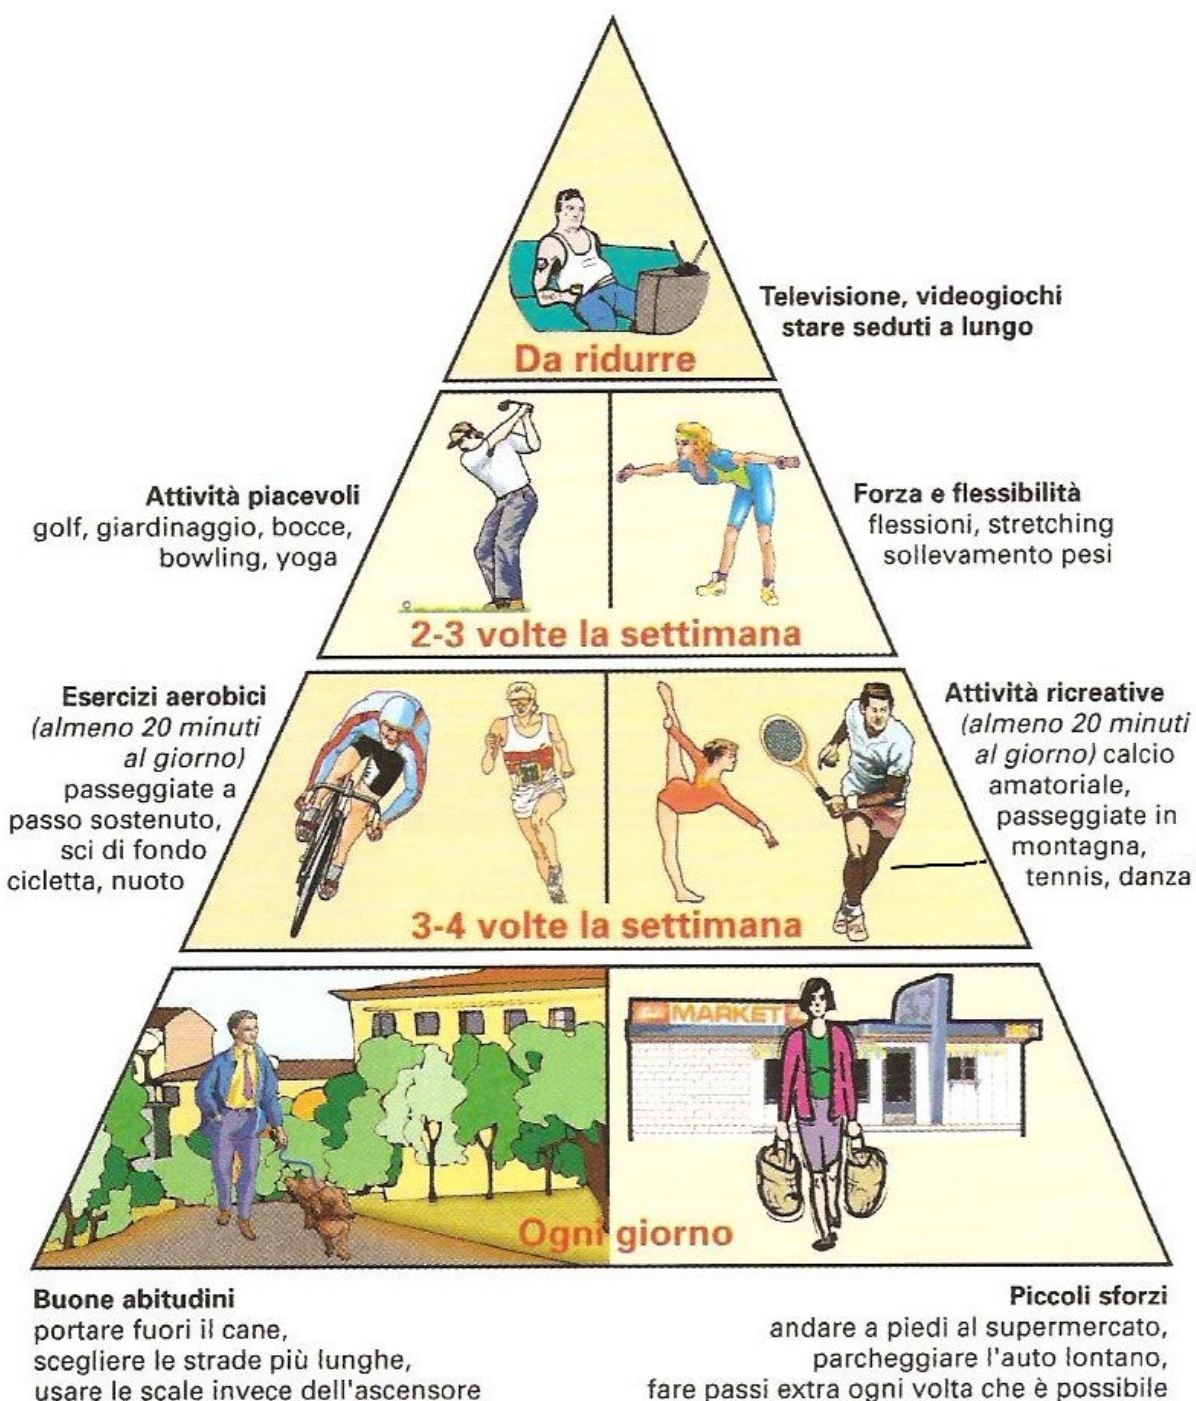 Televisione, videogiochi
stare seduti a lungo
Da ridurre
Attività piacevoli
golf, giardinaggio, bocce,
bowling, yoga
Forza e flessibilità
flessioni, stretching
sollevamento pesi
2-3 volte la settimana
Esercizi aerobici
(almeno 20 minuti
al giorno)
passeggiate a
passo sostenuto,
sci di fondo
cicletta, nuoto
Attività ricreative
(almeno 20 minuti
al giorno) calcio
amatoriale,
passeggiate in
montagna,
tennis, danza
3-4 volte la settimana
MARKET
Ogni giorno
Buone abitudini
portare fuori il cane,
scegliere le strade più lunghe,
usare le scale invece dell'ascensore
Piccoli sforzi
andare a piedi al supermercato,
parcheggiare l'auto lontano,
fare passi extra ogni volta che è possibile